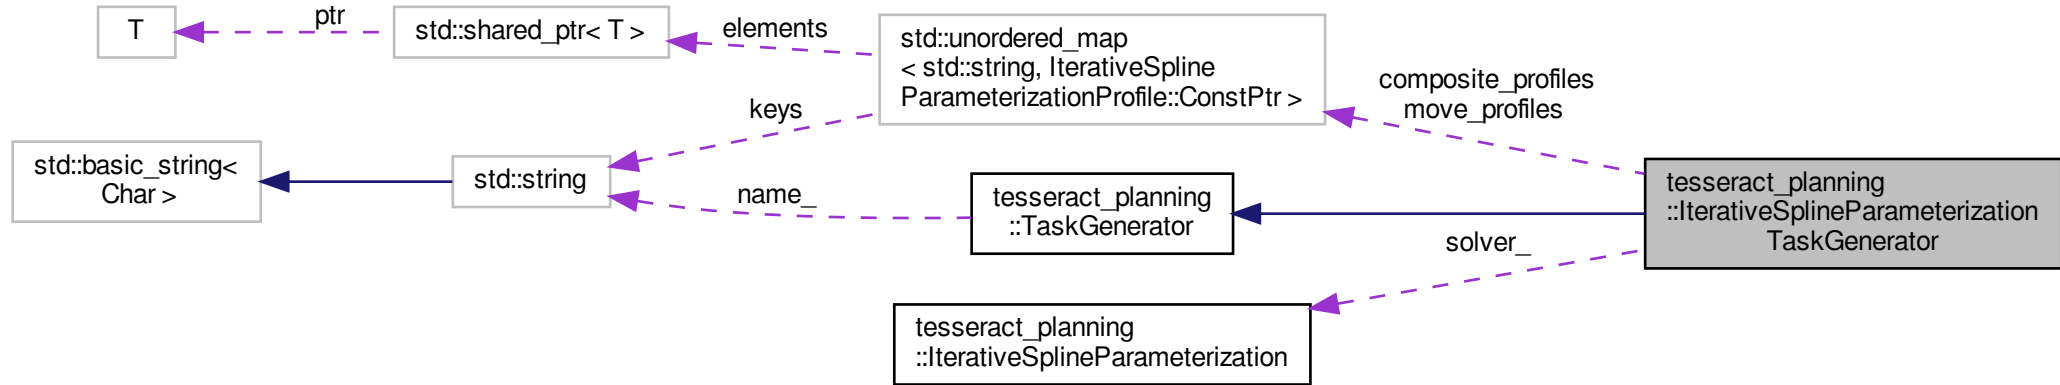 T
ptr
std::shared_ptr< T >
elements
std::unordered_map
< std::string, IterativeSpline
ParameterizationProfile::ConstPtr >
composite_profiles
move_profiles
keys
std::basic_string<
Char >
std::string
name_
tesseract_planning
::TaskGenerator
tesseract_planning
::IterativeSplineParameterization
TaskGenerator
solver_
tesseract_planning
::IterativeSplineParameterization